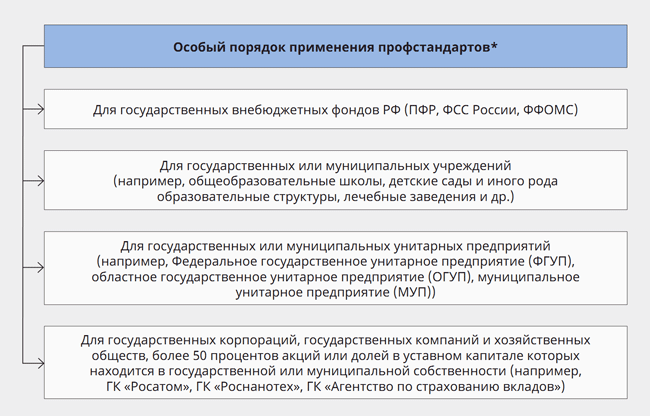 Особый порядок применения профстандартов*
Для государственных внебюджетных фондов РФ (ПФР, ФСС России, ФФОМС)
Для государственных или муниципальных учреждений
(например, общеобразовательные школы, детские сады и иного рода
образовательные структуры, лечебные заведения и др.)
Для государственных или муниципальных унитарных предприятий
(например, Федеральное государственное унитарное предприятие (ФГУП),
областное государственное унитарное предприятие (ОГУП), муниципальное
унитарное предприятие (МУП))
Для государственных корпораций, государственных компаний и хозяйственных
обществ, более 50 процентов акций или долей в уставном капитале которых
находится в государственной или муниципальной собственности (например,
ГК «Росатом», ГК «Роснанотех», ГК «Агентство по страхованию вкладов»)